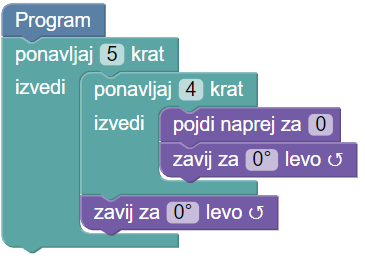 Program
ponavljaj 5 krat
izvedi ponavljaj 4 krat
izvedi pojdi naprej za 0
zavij za 0° levo ↺
zavij za 0° levo ↺